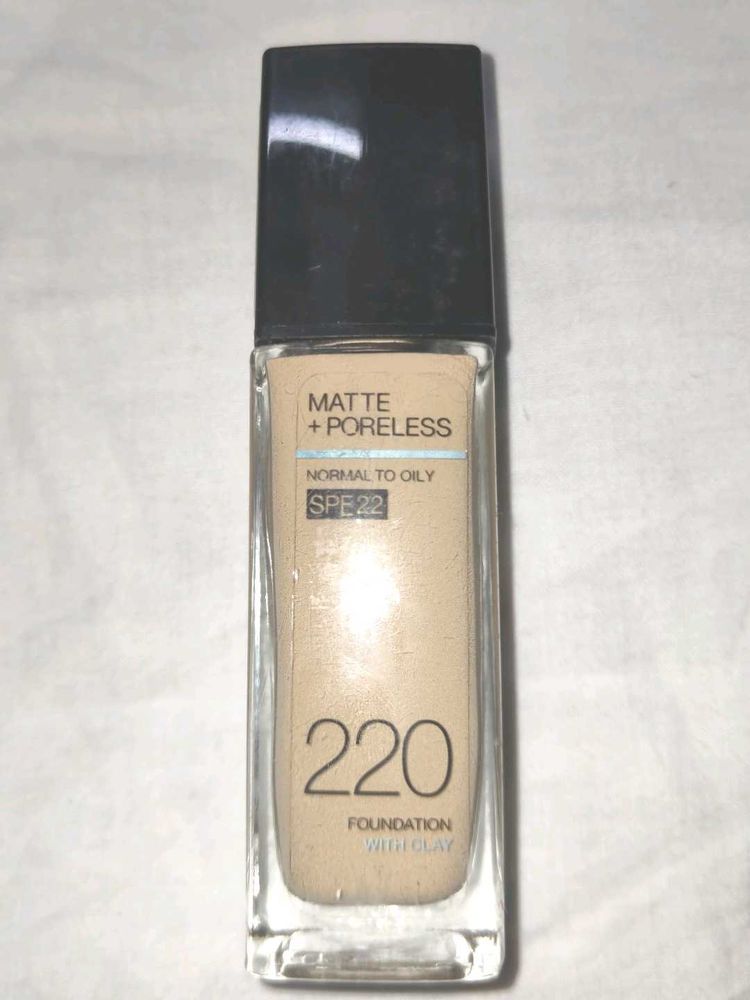 MATTE
+ PORELESS
NORMAL TO OILY
SPF 22
220
FOUNDATION
WITH CLAY